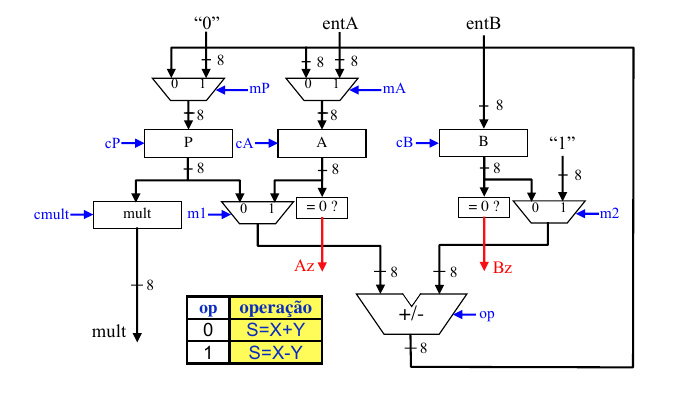 “0” entA entB
8 8 8
0 1 0 1
mP mA
8 8 8
cP P cA A cB B “1”
8 8 8 8
cmult mult m1 0 1 = 0 ? = 0 ? 0 1 m2
Az 8 8 Bz
8
+/- op
mult
8
op operação
0 S=X+Y
1 S=X-Y